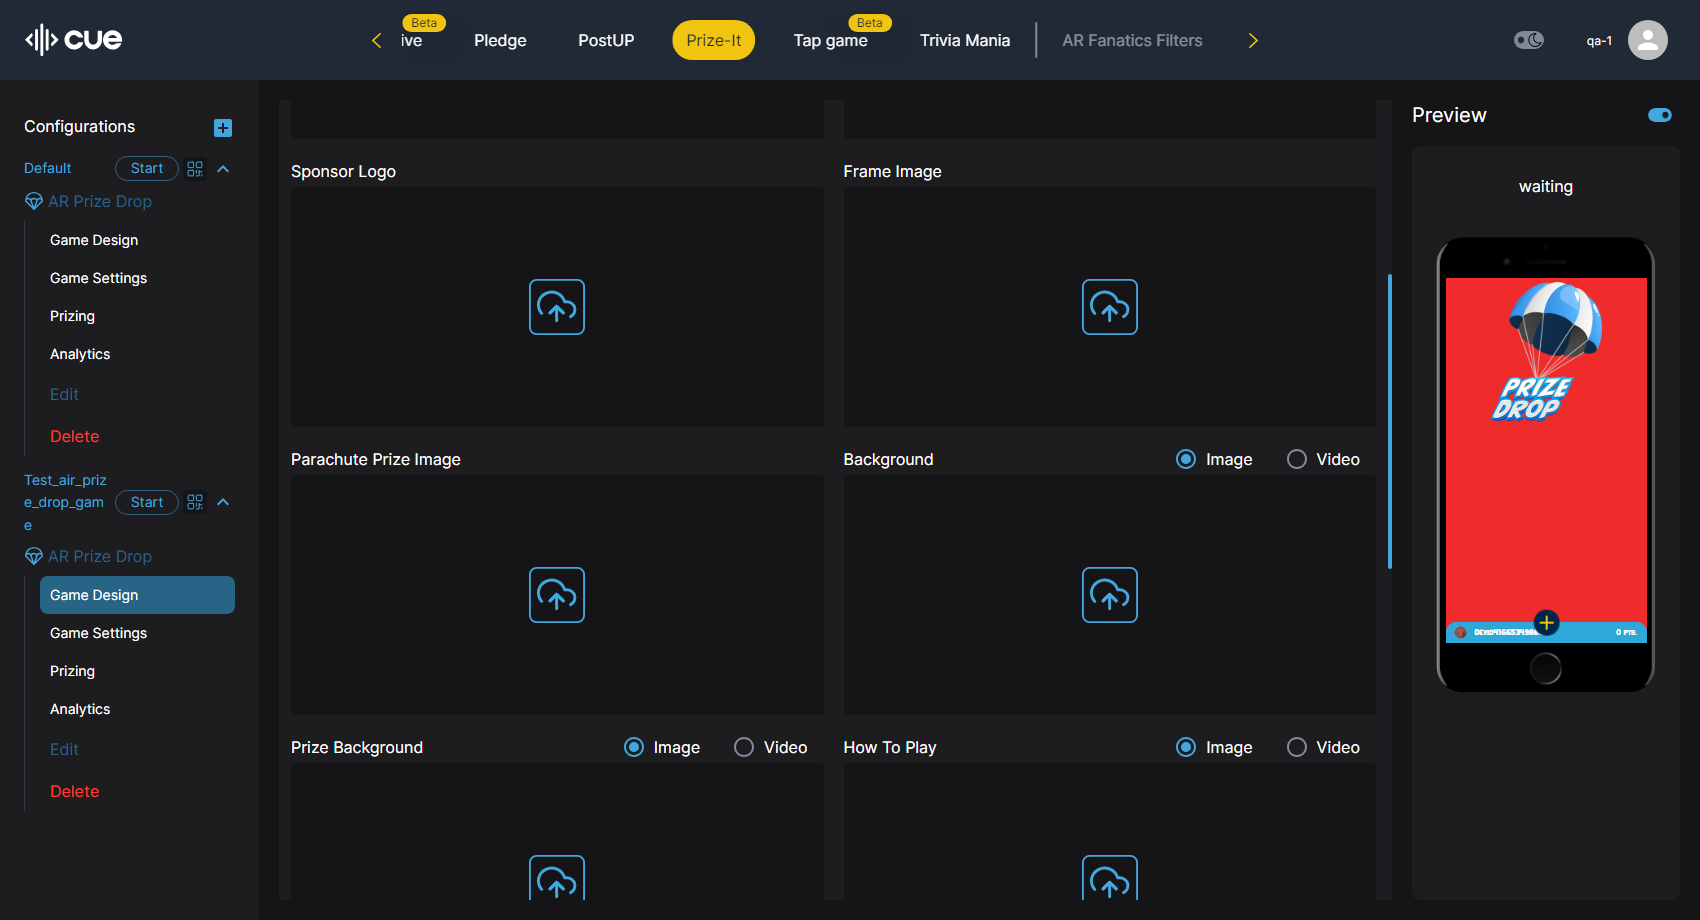 cue
Beta
ive
Pledge
PostUP
Prize-It
Beta
Tap game
Trivia Mania
AR Fanatics Filters
qa-1
Configurations
Default
Start
AR Prize Drop
Game Design
Game Settings
Prizing
Analytics
Edit
Delete
Test_air_priz
e_drop_gam
e
Start
AR Prize Drop
Game Design
Game Settings
Prizing
Analytics
Edit
Delete
Sponsor Logo
Frame Image
Parachute Prize Image
Background
Image
Video
Prize Background
Image
Video
How To Play
Image
Video
Preview
waiting
PRIZE
DROP
0 PTS.